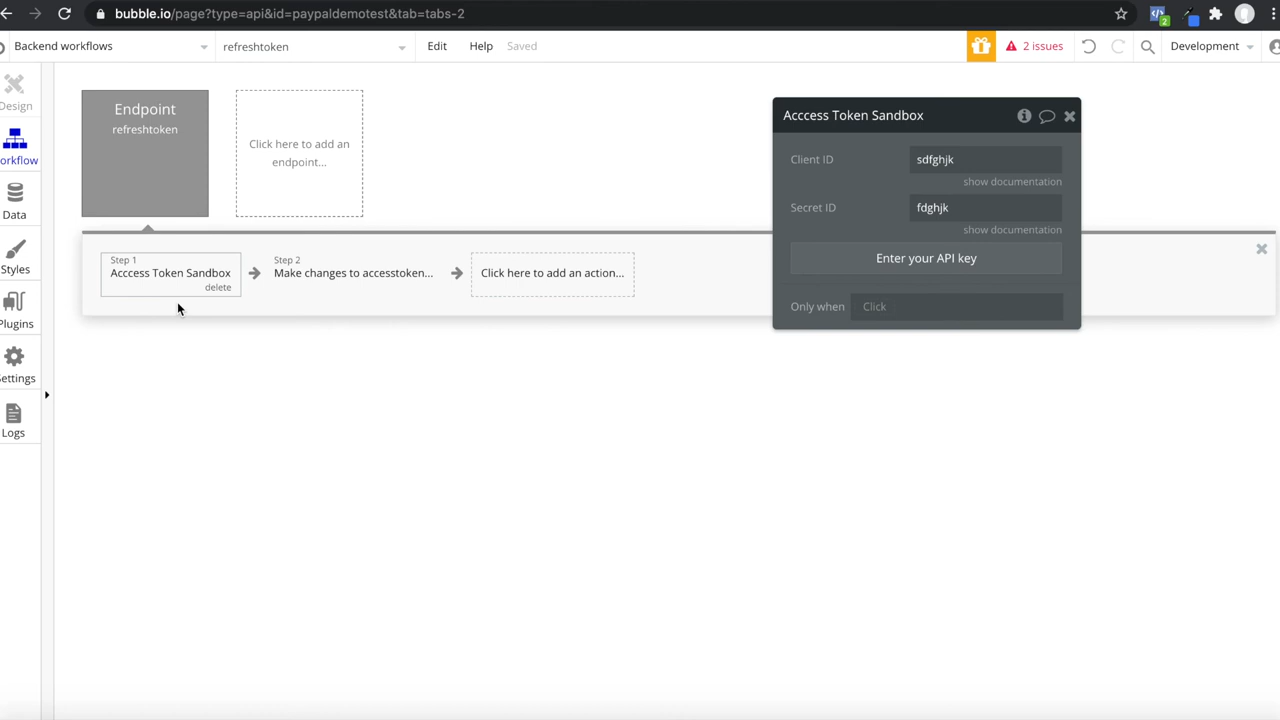 bubble.io/page?type=api&id=paypaldemotest&tab=tabs-2
2
Backend workflows
refreshtoken
Edit
Help
Saved
2 issues
Development
Design
orkflow
Data
Styles
Plugins
Settings
Logs
Endpoint
refreshtoken
Click here to add an
endpoint...
Step 1
Acccess Token Sandbox
delete
Step 2
Make changes to accesstoken...
Click here to add an action...
Acccess Token Sandbox
Client ID
sdfghjk
show documentation
Secret ID
fdghjk
show documentation
Enter your API key
Only when
Click